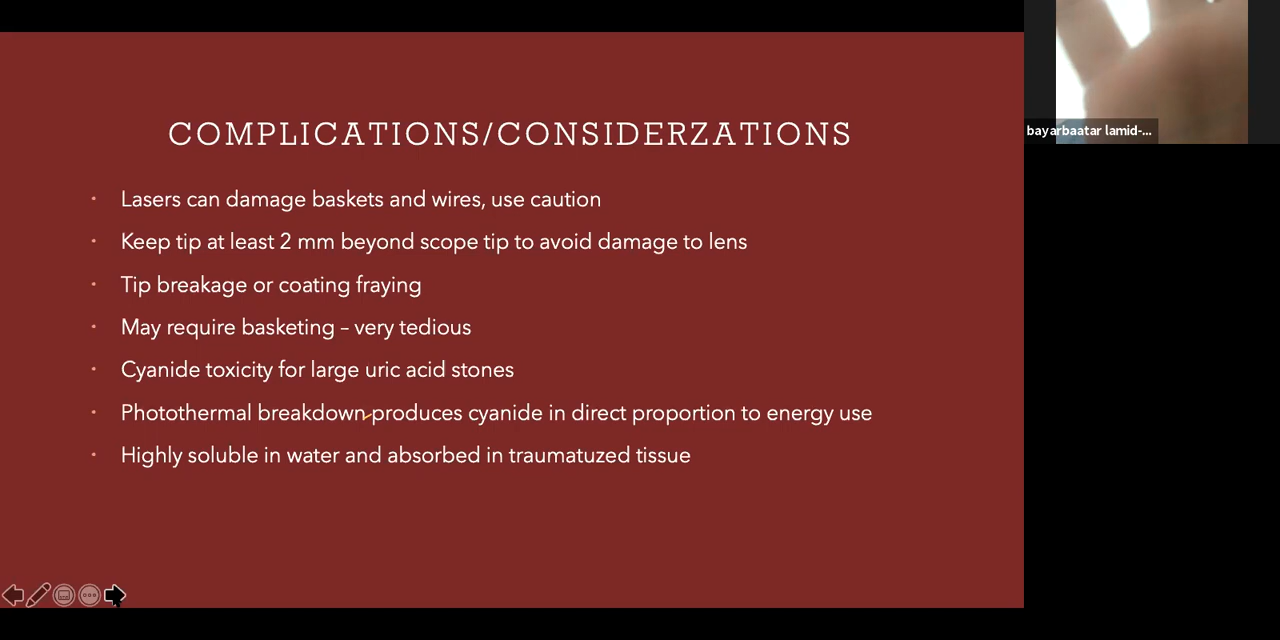 COMPLICATIONS/CONSIDERZATIONS
• Lasers can damage baskets and wires, use caution
• Keep tip at least 2 mm beyond scope tip to avoid damage to lens
• Tip breakage or coating fraying
• May require basketing – very tedious
• Cyanide toxicity for large uric acid stones
• Photothermal breakdown produces cyanide in direct proportion to energy use
• Highly soluble in water and absorbed in traumatuzed tissue
bayarbaatar lamid-...